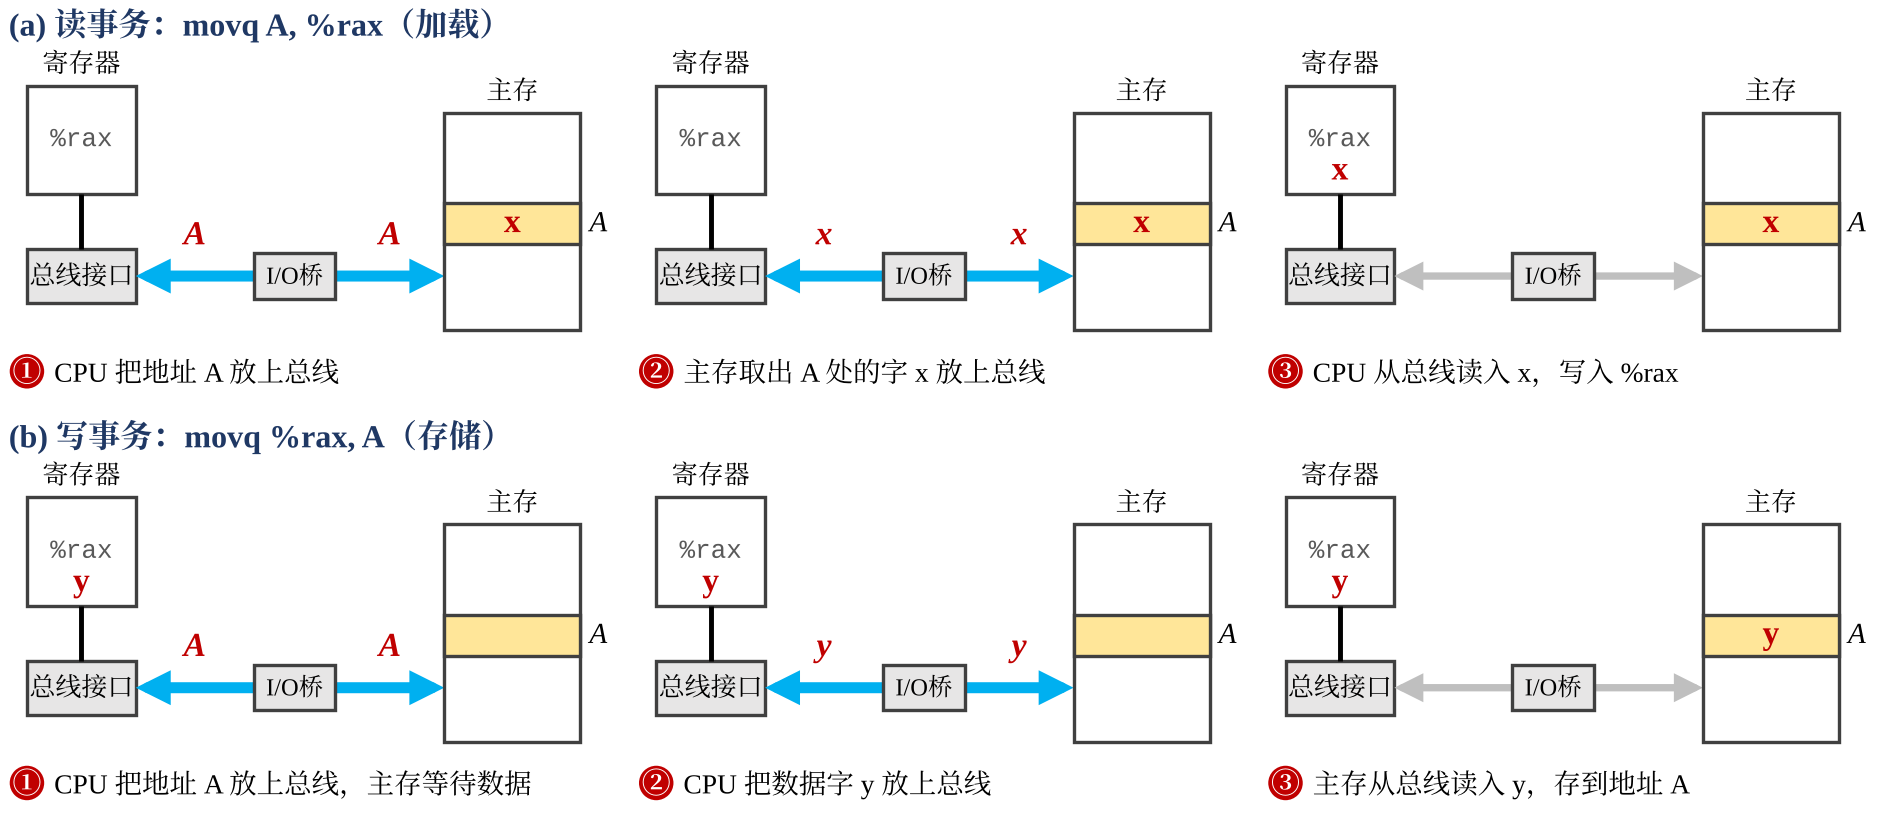 (a) 读事务：movq A, %rax（加载）
寄存器 寄存器 寄存器
主存 主存 主存
%rax %rax %rax
x
x A x A x A
A A x x
总线接口 I/O桥 总线接口 I/O桥 总线接口 I/O桥
① CPU 把地址 A 放上总线
② 主存取出 A 处的字 x 放上总线
③ CPU 从总线读入 x，写入 %rax
(b) 写事务：movq %rax, A（存储）
寄存器 寄存器 寄存器
主存 主存 主存
%rax %rax %rax
y y y
A A y A
A A y y
总线接口 I/O桥 总线接口 I/O桥 总线接口 I/O桥
① CPU 把地址 A 放上总线，主存等待数据
② CPU 把数据字 y 放上总线
③ 主存从总线读入 y，存到地址 A